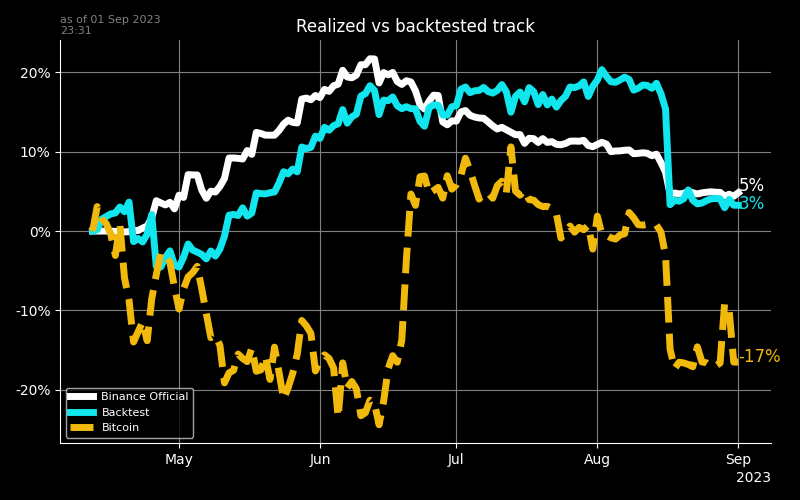 as of 01 Sep 2023
23:31
Realized vs backtested track
20%
10%
0%
-10%
-20%
5%
3%
-17%
Binance Official
Backtest
Bitcoin
May
Jun
Jul
Aug
Sep
2023